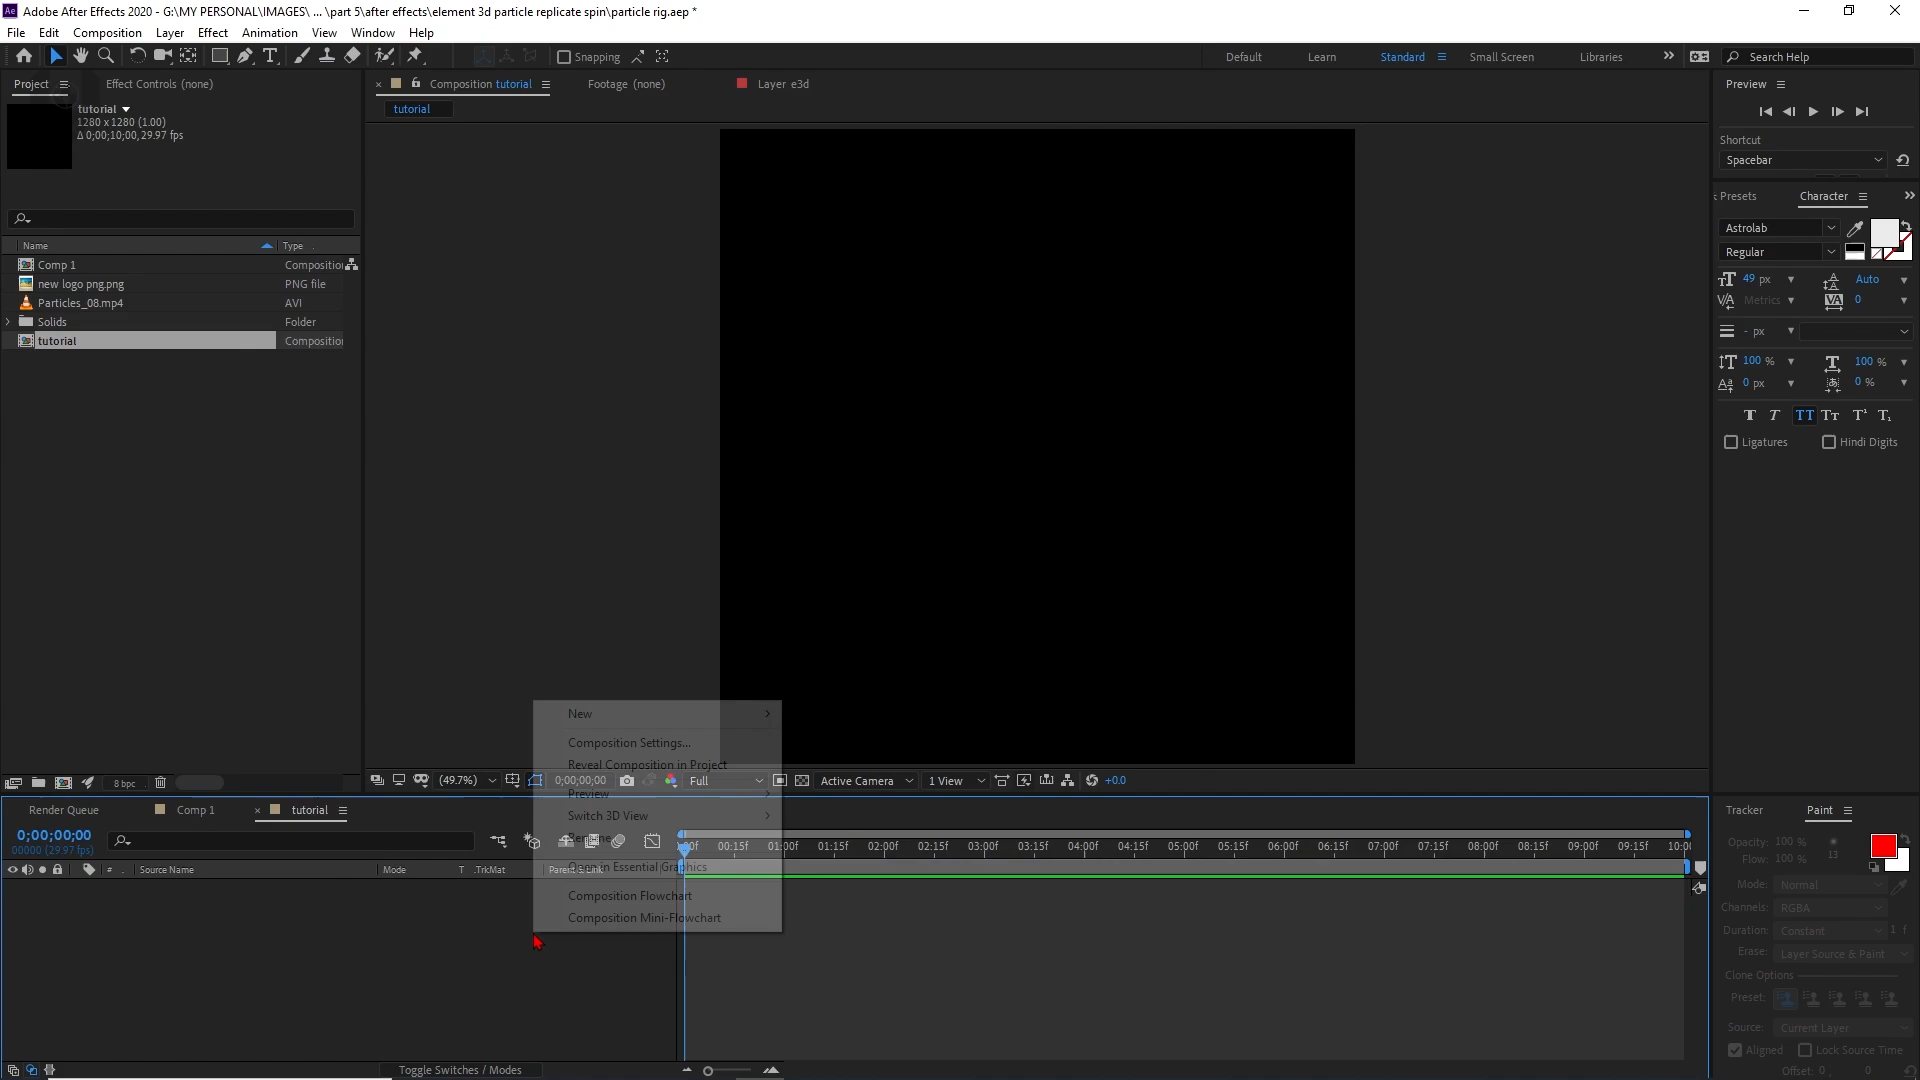 Adobe After Effects 2020 - G:\MY PERSONAL\IMAGES\ ... \part 5\after effects\element 3d particle replicate spin\particle rig.aep *
File Edit Composition Layer Effect Animation View Window Help
Snapping
Default Learn Standard Small Screen Libraries Search Help
Project Effect Controls (none)
Composition tutorial Footage (none) Layer e3d
Preview
tutorial
1280 x 1280 (1.00)
Δ 0;00;10;00, 29.97 fps
tutorial
Shortcut
Spacebar
Presets Character
Astrolab
Regular
49 px Auto
Metrics 0
- px
100 % 100 %
0 px 0 %
Ligatures Hindi Digits
Name Type
Comp 1 Compositio
new logo png.png PNG file
Particles_08.mp4 AVI
Solids Folder
tutorial Compositio
8 bpc
(49.7%) 0;00;00;00 Full Active Camera 1 View +0.0
New
Composition Settings...
Reveal Composition in Project
Preview
Switch 3D View
Open in Essential Graphics
Composition Flowchart
Composition Mini-Flowchart
Render Queue Comp 1 tutorial
0;00;00;00
00000 (29.97 fps)
00:15f 01:00f 01:15f 02:00f 02:15f 03:00f 03:15f 04:00f 04:15f 05:00f 05:15f 06:00f 06:15f 07:00f 07:15f 08:00f 08:15f 09:00f 09:15f 10:0
# Source Name Mode T .TrkMat Parent & Link
Toggle Switches / Modes
Tracker Paint
Opacity: 100 %
Flow: 100 % 13
Mode: Normal
Channels: RGBA
Duration: Constant 1 f
Erase: Layer Source & Paint
Clone Options
Preset:
Source: Current Layer
Aligned Lock Source Time
Offset: 0 , 0